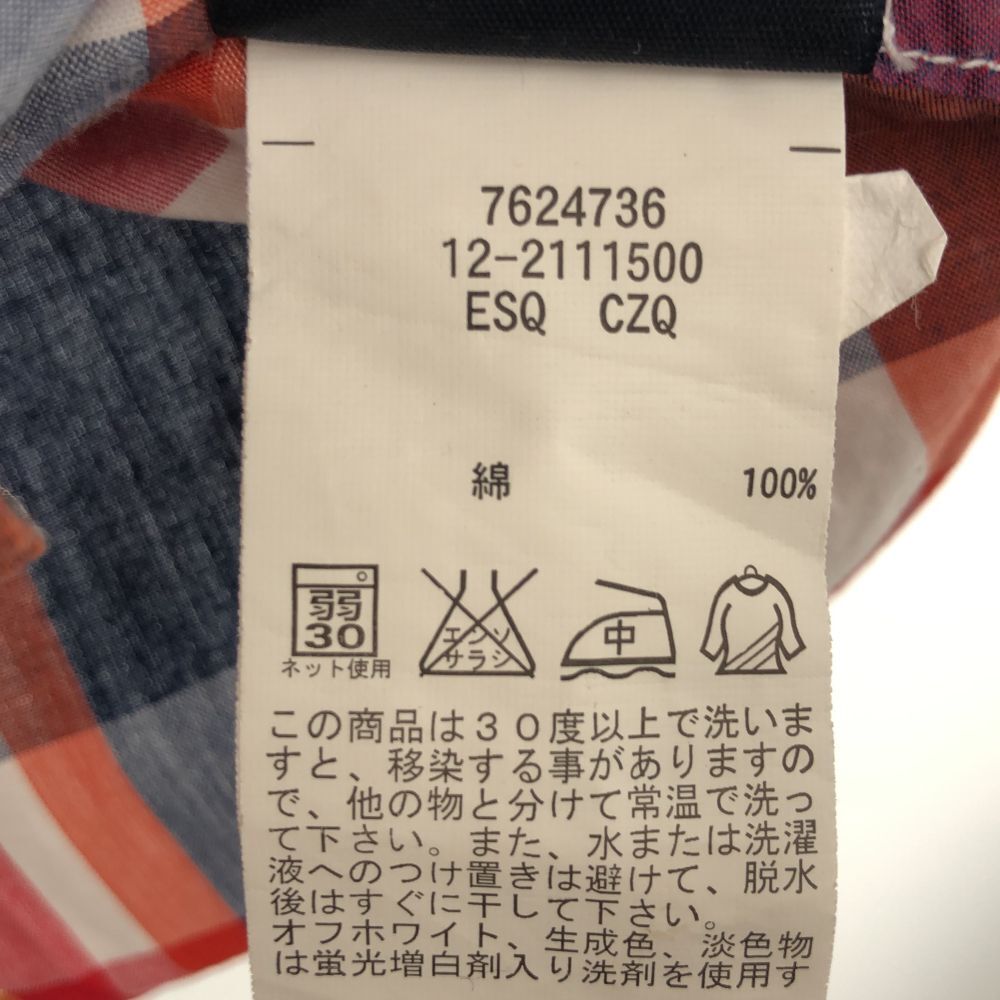 7624736
12-2111500
ESQ CZQ
綿 100%
弱
30
ネット使用
エンソ
サラシ
中
この商品は３０度以上で洗いま
すと、移染する事がありますの
で、他の物と分けて常温で洗っ
て下さい。また、水または洗濯
液へのつけ置きは避けて、脱水
後はすぐに干して下さい。
オフホワイト、生成色、淡色物
は蛍光増白剤入り洗剤を使用す